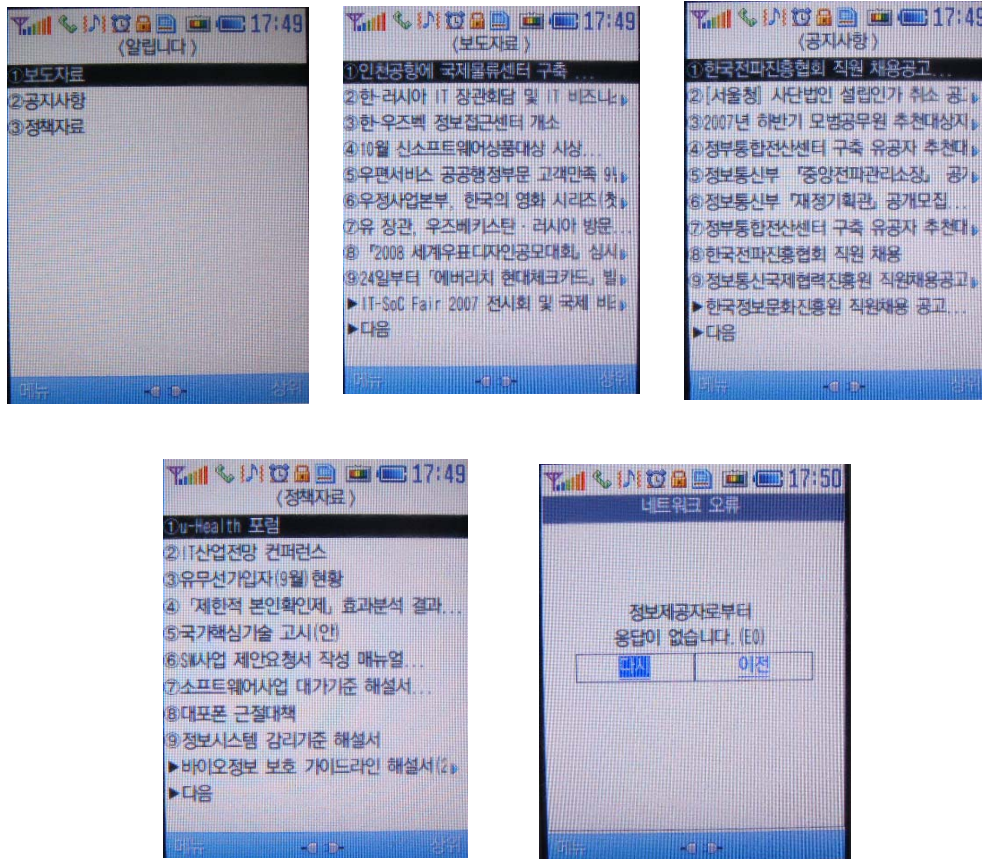 17:49
〈알립니다〉
①보도자료
②공지사항
③정책자료
메뉴 상위
17:49
〈보도자료〉
①인천공항에 국제물류센터 구축 ...
②한-러시아 IT 장관회담 및 IT 비즈니
③한-우즈벡 정보접근센터 개소
④10월 신소프트웨어상품대상 시상...
⑤우편서비스 공공행정부문 고객만족 9
⑥우정사업본부, 한국의 영화 시리즈(첫
⑦유 장관, 우즈베키스탄·러시아 방문...
⑧「2008 세계우표디자인공모대회」 심시
⑨24일부터 「에버리치 현대체크카드」 빌
▶IT-SoC Fair 2007 전시회 및 국제 비
▶다음
메뉴 상위
17:49
〈공지사항〉
①한국전파진흥협회 직원 채용공고...
②[서울청] 사단법인 설립인가 취소 공
③2007년 하반기 모범공무원 추천대상지
④정부통합전산센터 구축 유공자 추천대
⑤정보통신부 「중앙전파관리소장」 공
⑥정보통신부 「재정기획관」 공개모집...
⑦정부통합전산센터 구축 유공자 추천대
⑧한국전파진흥협회 직원 채용
⑨정보통신국제협력진흥원 직원채용공고
▶한국정보문화진흥원 직원채용 공고...
▶다음
메뉴 상위
17:49
〈정책자료〉
①u-Health 포럼
②IT산업전망 컨퍼런스
③유무선가입자(9월)현황
④「제한적 본인확인제」 효과분석 결과...
⑤국가핵심기술 고시(안)
⑥SW사업 제안요청서 작성 매뉴얼...
⑦소프트웨어사업 대가기준 해설서...
⑧대포폰 근절대책
⑨정보시스템 감리기준 해설서
▶바이오정보 보호 가이드라인 해설서(2
▶다음
메뉴 상위
17:50
네트워크 오류
정보제공자로부터
응답이 없습니다.(E0)
다시 이전
메뉴